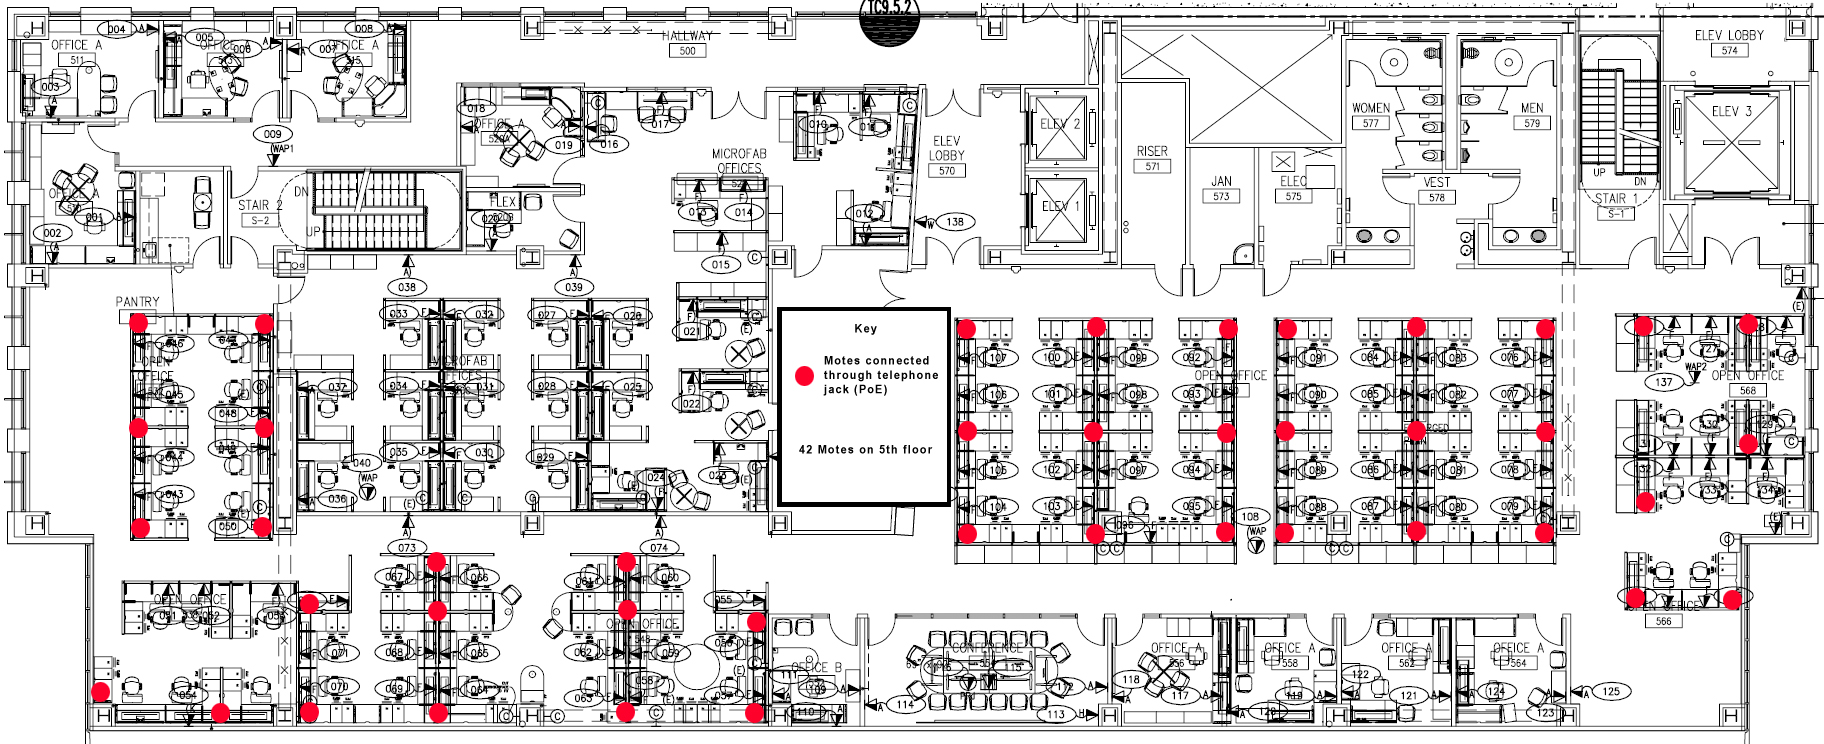 TC9.5.2
HALLWAY
500
ELEV LOBBY
574
004
005
006
007
008
OFFICE A
511
OFFICE A
515
003
009
WAP1
018
OFFICE A
520A
019
016
017
010
012
MICROFAB
OFFICES
ELEV
LOBBY
570
ELEV 2
ELEV 1
ELEV 3
RISER
571
JAN
573
ELEC
575
WOMEN
577
MEN
579
VEST
578
UP
DN
STAIR 1
S-1
001
002
STAIR 2
S-2
DN
UP
FLEX
013
014
015
138
038
039
PANTRY
OPEN
OFFICE
033
032
027
026
021
MICROFAB
OFFICES
037
034
031
028
025
022
035
030
029
023
024
040
WAP
036
045
048
044
049
043
050
Key
Motes connected
through telephone
jack (PoE)
42 Motes on 5th floor
107
100
099
092
091
084
083
076
OPEN OFFICE
106
101
098
093
090
085
082
077
105
102
097
094
089
086
081
078
104
103
095
088
087
080
079
096
108
WAP
127
WAP2
137
OPEN OFFICE
568
130
129
131
132
133
134
OPEN OFFICE
566
073
074
067
066
061
060
055
OPEN OFFICE
051
052
053
071
068
065
062
059
070
069
064
063
058
057
054
OPEN OFFICE
548
OFFICE B
111
109
110
CONFERENCE
115
112
114
113
OFFICE A
556
118
117
OFFICE A
558
119
120
OFFICE A
562
122
121
OFFICE A
564
124
123
125